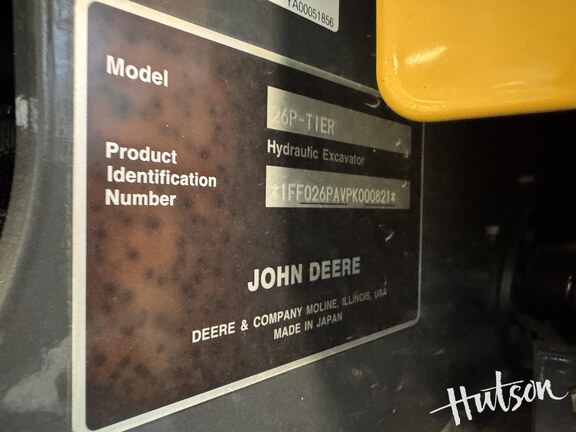 YA00051856
Model
26P-TIER
Hydraulic Excavator
Product
Identification
Number
*1FF026PAVPK000821*
JOHN DEERE
DEERE & COMPANY MOLINE, ILLINOIS, USA
MADE IN JAPAN
Hutson